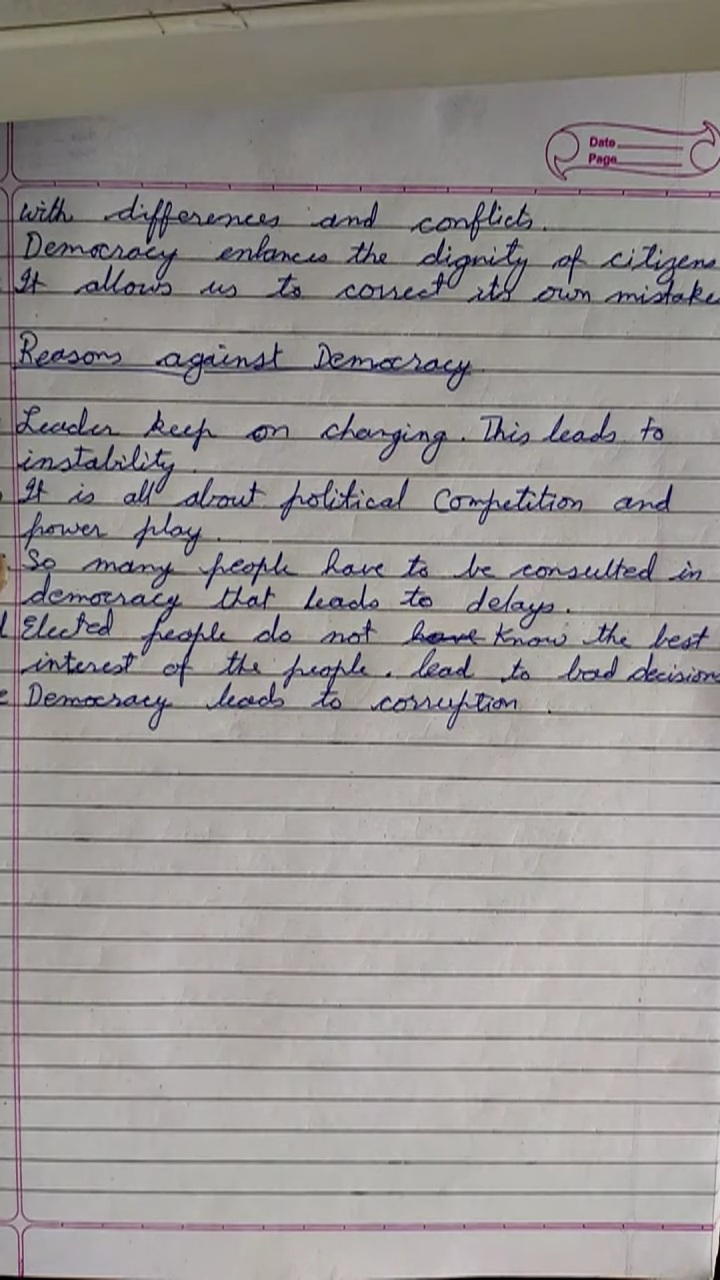 Date
Page
with differences and conflicts.
Democracy enhances the dignity of citizens
It allows us to correct its own mistake
Reasons against Democracy
Leader keep on changing. This leads to
instability.
It is all about political Competition and
power play.
So many people have to be consulted in
democracy that leads to delays.
Elected people do not have Know the best
interest of the people. lead to bad decision
Democracy leads to corruption.